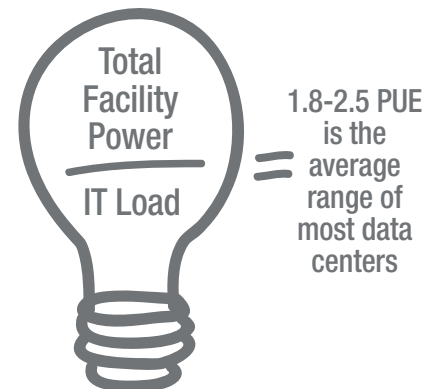 Total
Facility
Power
IT Load
=
1.8-2.5 PUE
is the
average
range of
most data
centers